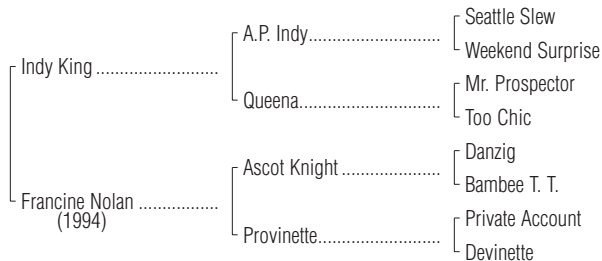 Seattle Slew
A.P. Indy..............................
Weekend Surprise
Indy King ..........................
Mr. Prospector
Queena..............................
Too Chic
Danzig
Ascot Knight .....................
Bambee T. T.
Francine Nolan .................
(1994)
Private Account
Provinette..........................
Devinette